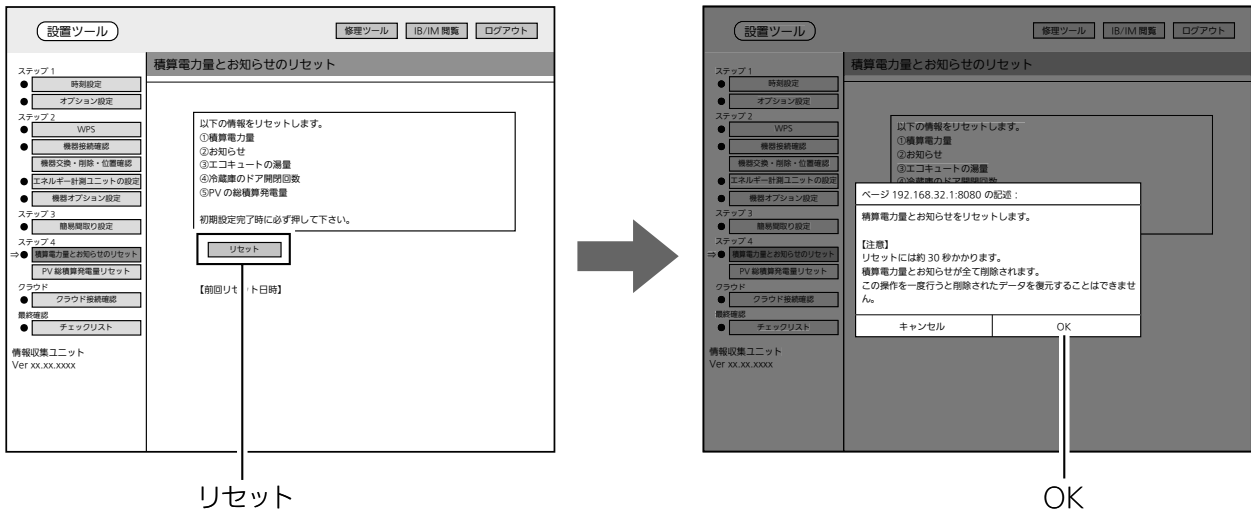 設置ツール
修理ツール
IB/IM 閲覧
ログアウト
積算電力量とお知らせのリセット
ステップ 1
時刻設定
オプション設定
ステップ 2
WPS
機器接続確認
機器交換・削除・位置確認
エネルギー計測ユニットの設定
機器オプション設定
ステップ 3
簡易間取り設定
ステップ 4
⇒● 積算電力量とお知らせのリセット
PV 総積算発電量リセット
クラウド
クラウド接続確認
最終確認
チェックリスト
情報収集ユニット
Ver xx.xx.xxxx
以下の情報をリセットします。
①積算電力量
②お知らせ
③エコキュートの湯量
④冷蔵庫のドア開閉回数
⑤PV の総積算発電量
初期設定完了時に必ず押して下さい。
リセット
【前回リセット日時】
リセット
設置ツール
修理ツール
IB/IM 閲覧
ログアウト
積算電力量とお知らせのリセット
ステップ 1
時刻設定
オプション設定
ステップ 2
WPS
機器接続確認
機器交換・削除・位置確認
エネルギー計測ユニットの設定
機器オプション設定
ステップ 3
簡易間取り設定
ステップ 4
⇒● 積算電力量とお知らせのリセット
PV 総積算発電量リセット
クラウド
クラウド接続確認
最終確認
チェックリスト
情報収集ユニット
Ver xx.xx.xxxx
以下の情報をリセットします。
①積算電力量
②お知らせ
③エコキュートの湯量
④冷蔵庫のドア開閉回数
ページ 192.168.32.1:8080 の記述：
積算電力量とお知らせをリセットします。
【注意】
リセットには約 30 秒かかります。
積算電力量とお知らせが全て削除されます。
この操作を一度行うと削除されたデータを復元することはできませ
ん。
キャンセル
OK
OK